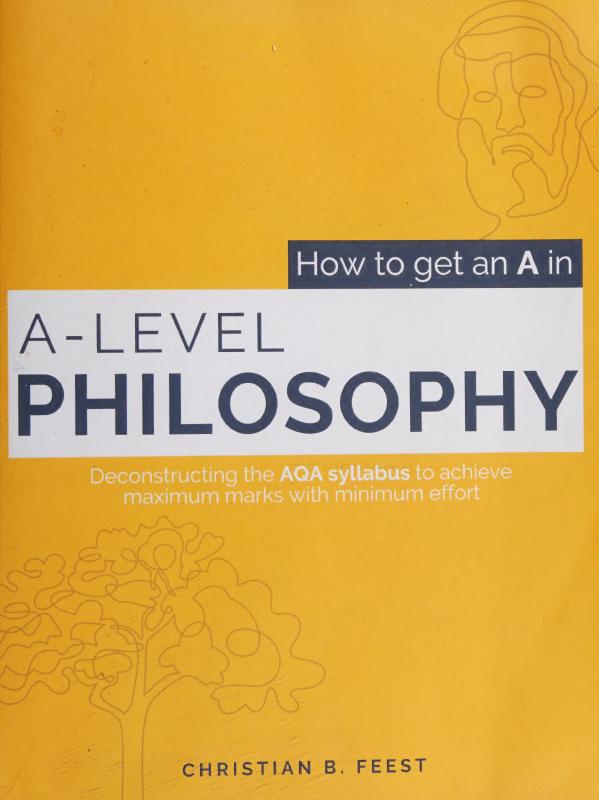 How to get an A in
A-LEVEL
PHILOSOPHY
Deconstructing the AQA syllabus to achieve
maximum marks with minimum effort
CHRISTIAN B. FEEST